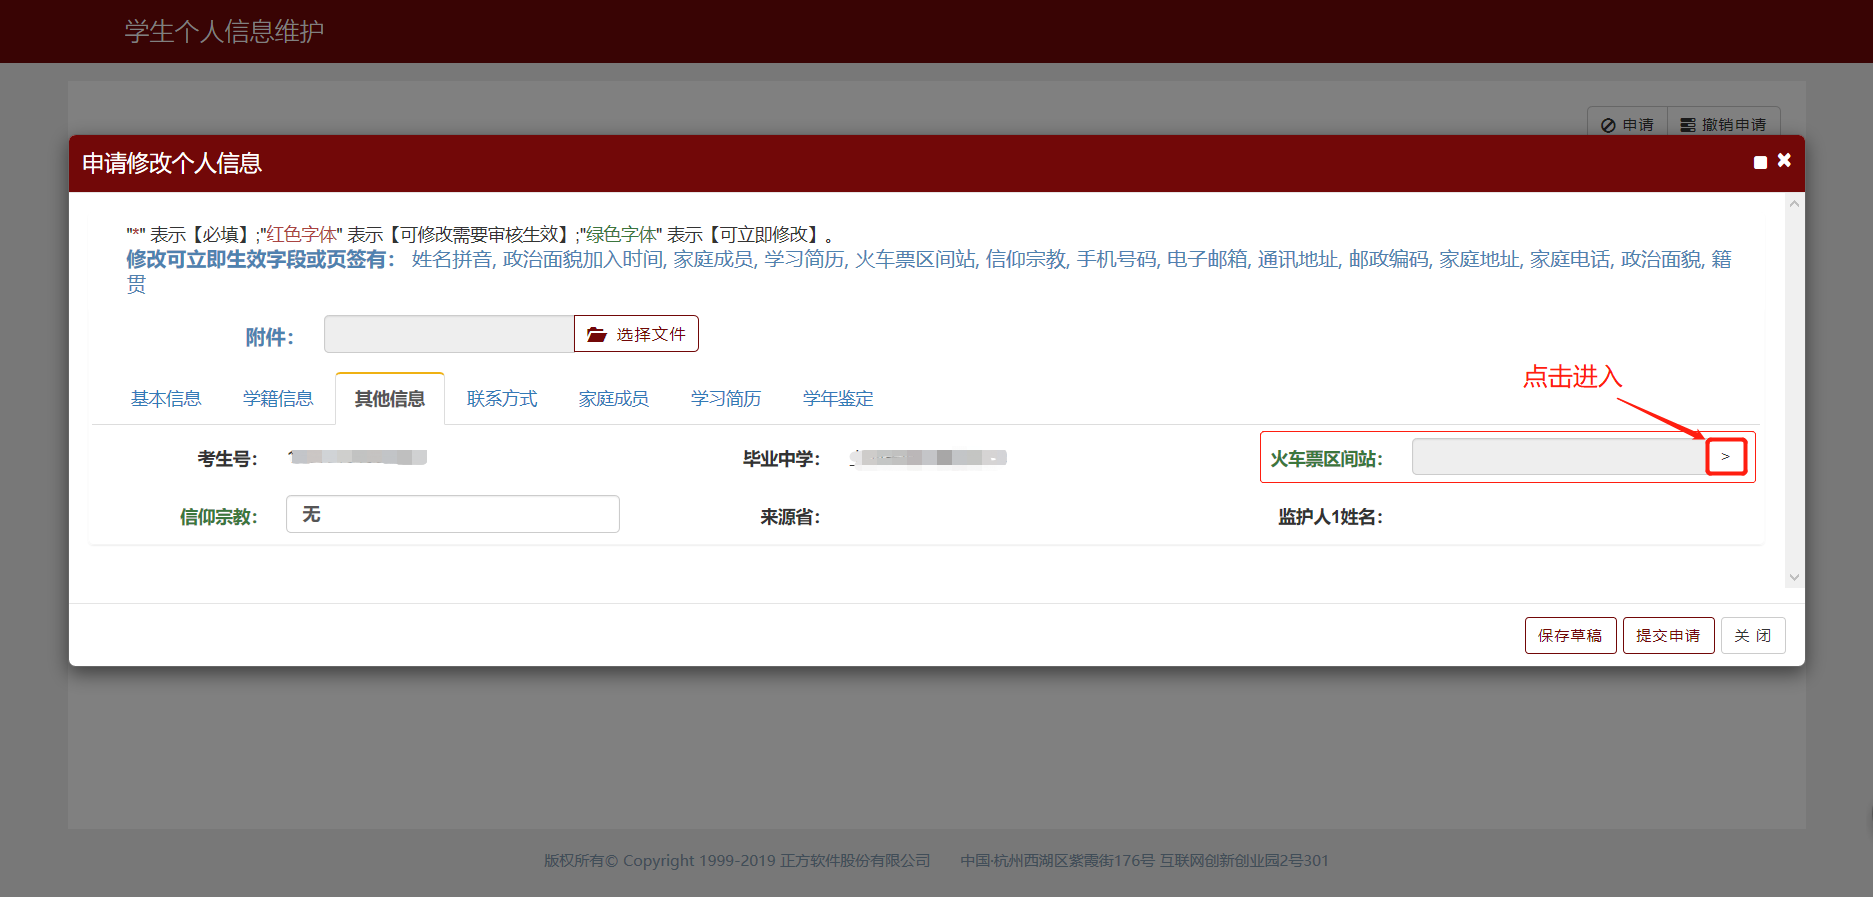 学生个人信息维护
申请 撤销申请
申请修改个人信息
"*" 表示【必填】;"红色字体" 表示【可修改需要审核生效】;"绿色字体" 表示【可立即修改】。
修改可立即生效字段或页签有： 姓名拼音, 政治面貌加入时间, 家庭成员, 学习简历, 火车票区间站, 信仰宗教, 手机号码, 电子邮箱, 通讯地址, 邮政编码, 家庭地址, 家庭电话, 政治面貌, 籍
贯
附件： 选择文件
点击进入
基本信息 学籍信息 其他信息 联系方式 家庭成员 学习简历 学年鉴定
考生号： 毕业中学： 火车票区间站： >
信仰宗教： 无 来源省： 监护人1姓名：
保存草稿 提交申请 关 闭
版权所有© Copyright 1999-2019 正方软件股份有限公司 中国·杭州西湖区紫霞街176号 互联网创新创业园2号301